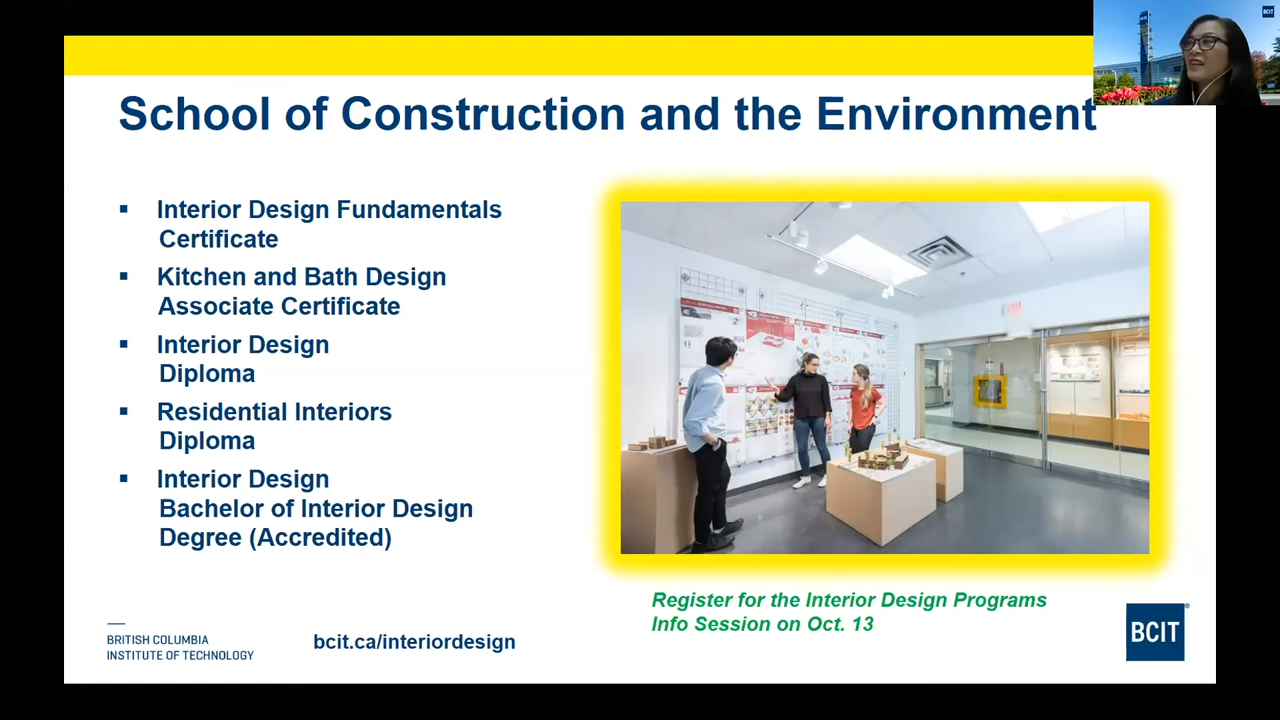 BCIT
School of Construction and the Environment
▪ Interior Design Fundamentals
Certificate
▪ Kitchen and Bath Design
Associate Certificate
▪ Interior Design
Diploma
▪ Residential Interiors
Diploma
▪ Interior Design
Bachelor of Interior Design
Degree (Accredited)
Register for the Interior Design Programs
Info Session on Oct. 13
BRITISH COLUMBIA
INSTITUTE OF TECHNOLOGY
bcit.ca/interiordesign
BCIT®